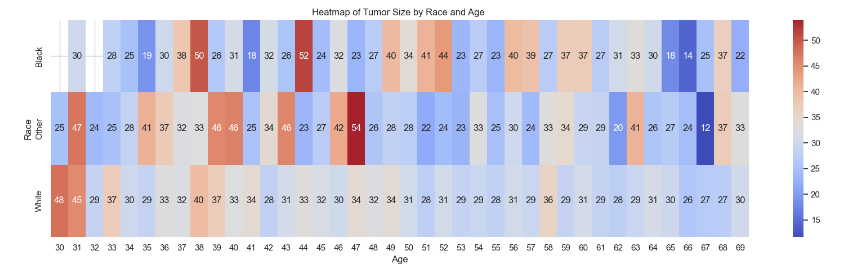 Heatmap of Tumor Size by Race and Age
Black
30 28 25 19 30 38 50 26 31 18 32 26 52 24 32 23 27 40 34 41 44 23 27 23 40 39 27 37 37 27 31 33 30 18 14 25 37 22
Race
Other
25 47 24 25 28 41 37 32 33 46 46 25 34 46 23 27 42 54 26 28 28 22 24 23 33 25 30 24 33 34 29 29 20 41 26 27 24 12 37 33
White
48 45 29 37 30 29 33 32 40 37 33 34 28 31 33 32 30 34 32 34 31 28 31 29 29 28 31 29 36 29 31 29 28 29 31 30 26 27 27 30
30 31 32 33 34 35 36 37 38 39 40 41 42 43 44 45 46 47 48 49 50 51 52 53 54 55 56 57 58 59 60 61 62 63 64 65 66 67 68 69
Age
50
45
40
35
30
25
20
15